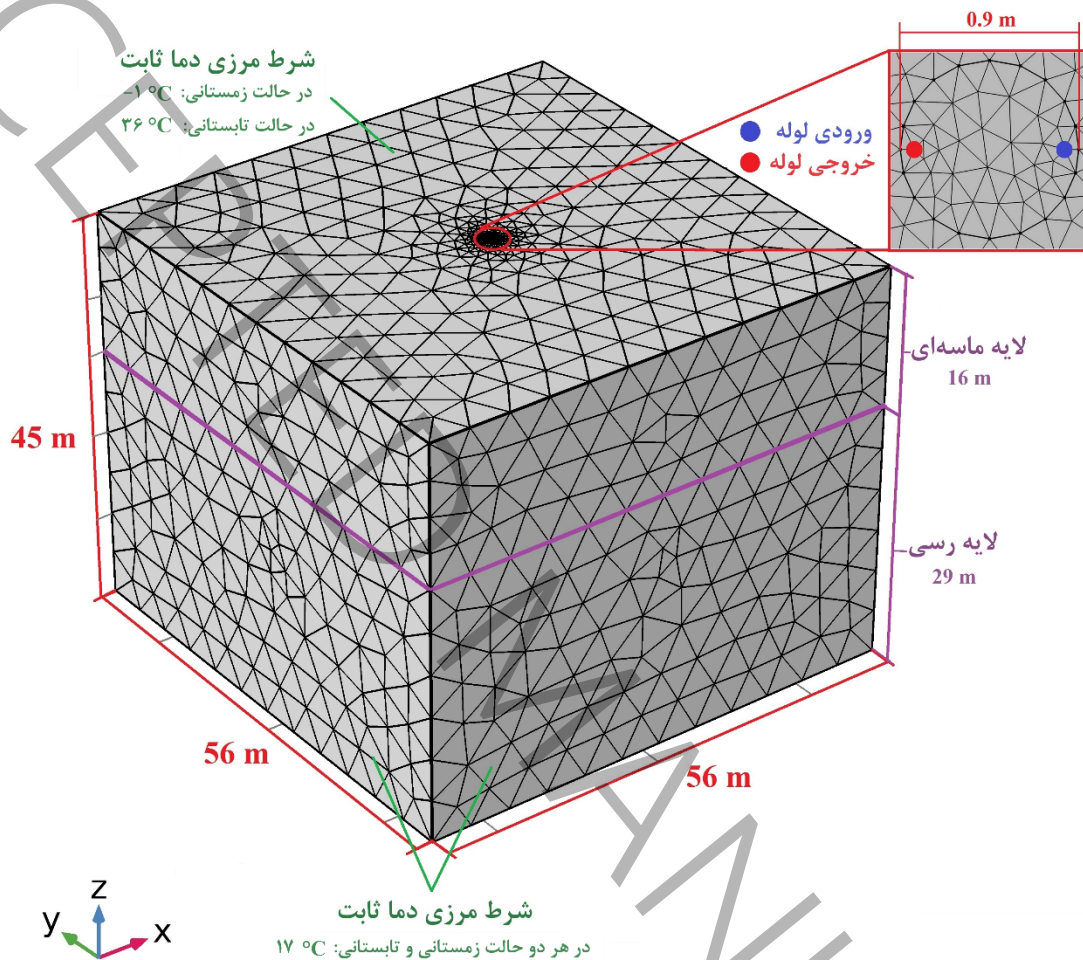 0.9 m
شرط مرزی دما ثابت
در حالت زمستانی: ۱ °C−
در حالت تابستانی: ۳۶ °C
ورودی لوله
خروجی لوله
لایه ماسه‌ای
16 m
45 m
لایه رسی
29 m
56 m
56 m
شرط مرزی دما ثابت
در هر دو حالت زمستانی و تابستانی: ۱۷ °C
z
y
x